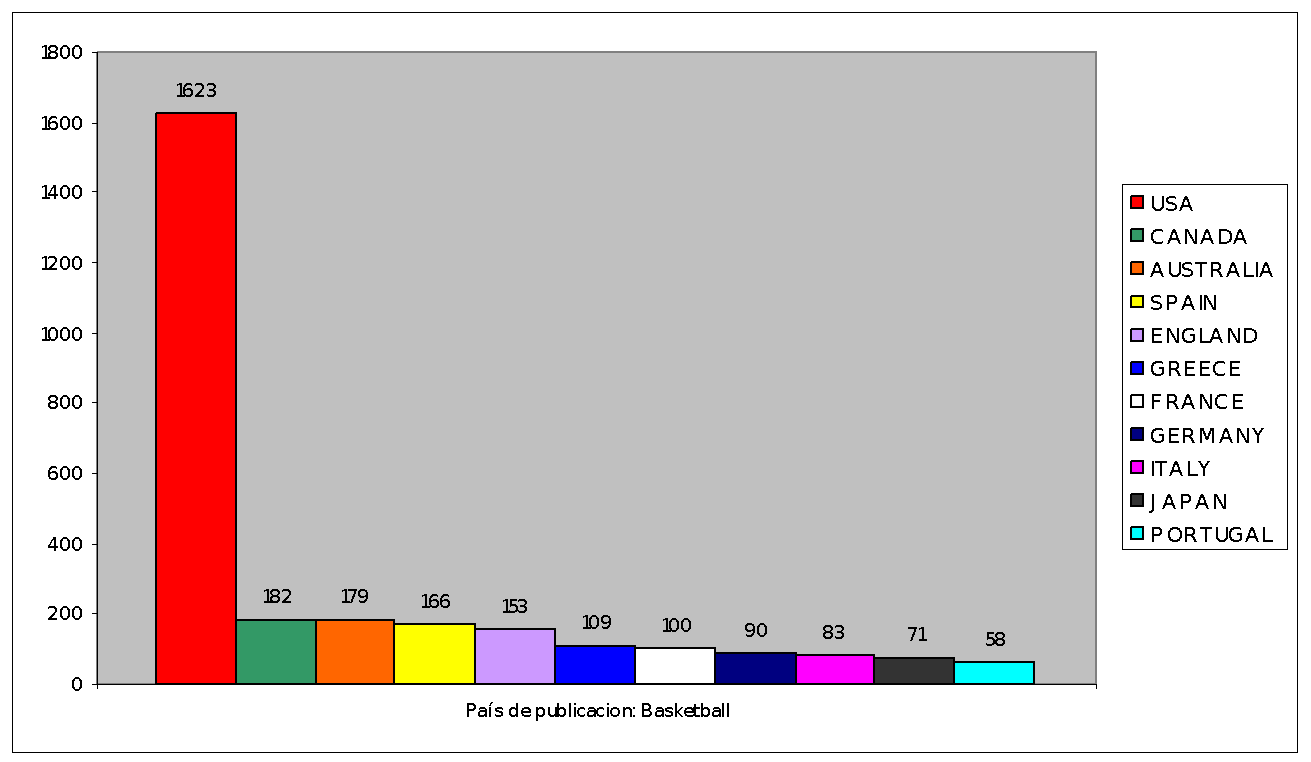 1800
1600
1400
1200
1000
800
600
400
200
0
1623
182
179
166
153
109
100
90
83
71
58
País de publicacion: Basketball
USA
CANADA
AUSTRALIA
SPAIN
ENGLAND
GREECE
FRANCE
GERMANY
ITALY
JAPAN
PORTUGAL